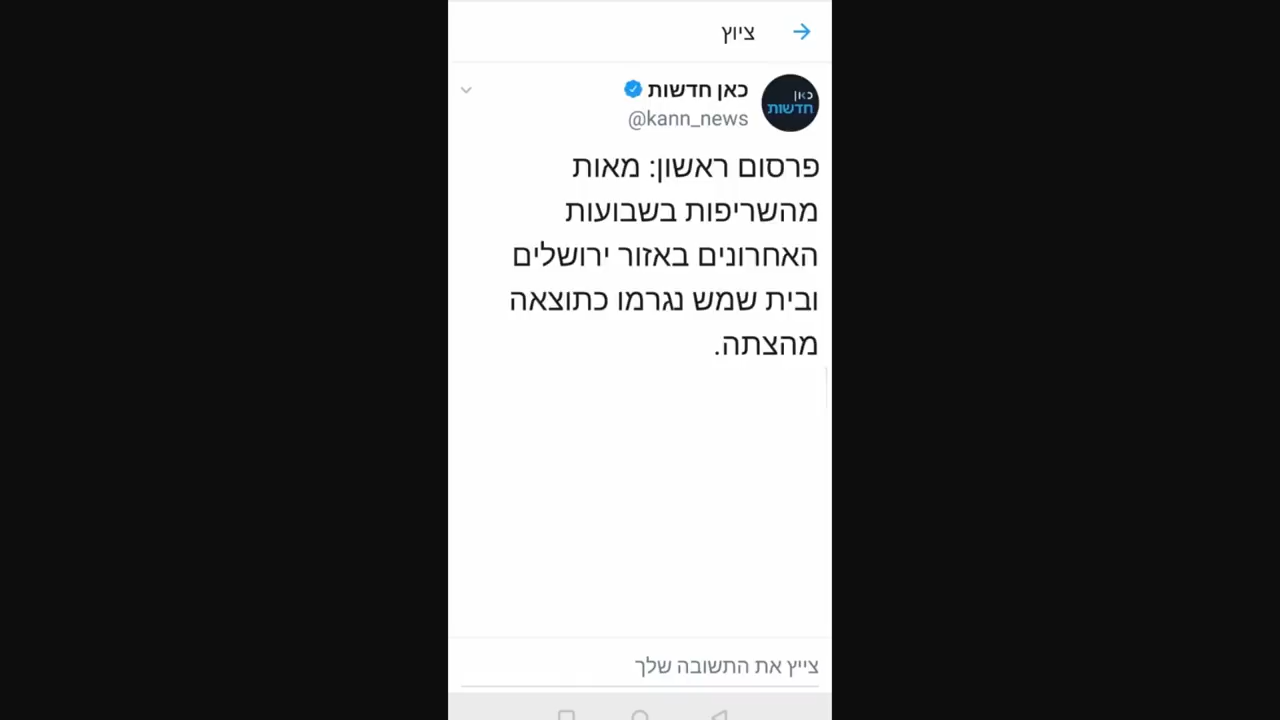 ציוץ
כאן
חדשות
כאן חדשות
@kann_news
פרסום ראשון: מאות
מהשריפות בשבועות
האחרונים באזור ירושלים
ובית שמש נגרמו כתוצאה
מהצתה.
צייץ את התשובה שלך